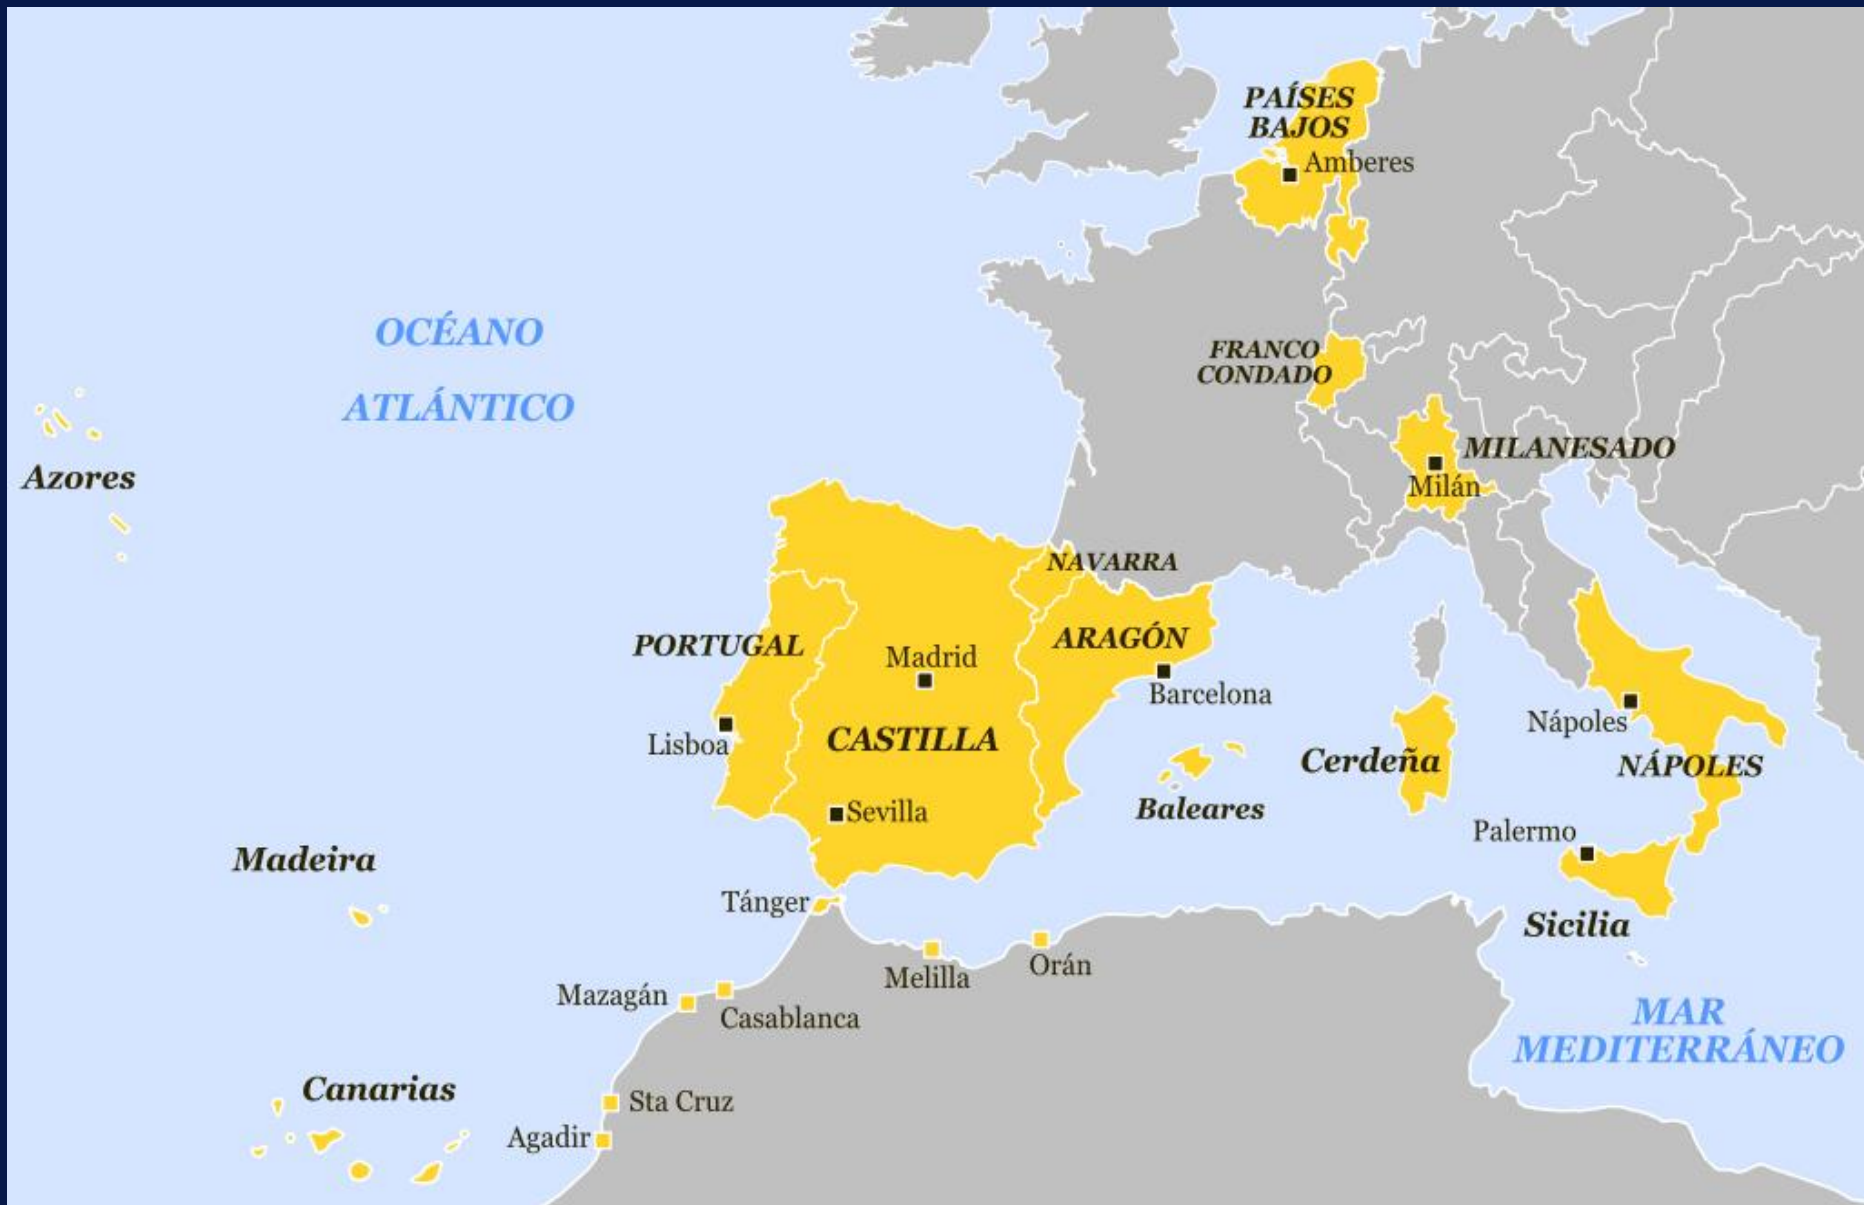 PAÍSES
BAJOS
Amberes
OCÉANO
ATLÁNTICO
FRANCO
CONDADO
MILANESADO
Milán
Azores
NAVARRA
PORTUGAL
Madrid
ARAGÓN
Barcelona
Lisboa
CASTILLA
Nápoles
Cerdeña
NÁPOLES
Sevilla
Baleares
Palermo
Madeira
Tánger
Sicilia
Melilla
Orán
Mazagán
Casablanca
MAR
MEDITERRÁNEO
Canarias
Sta Cruz
Agadir